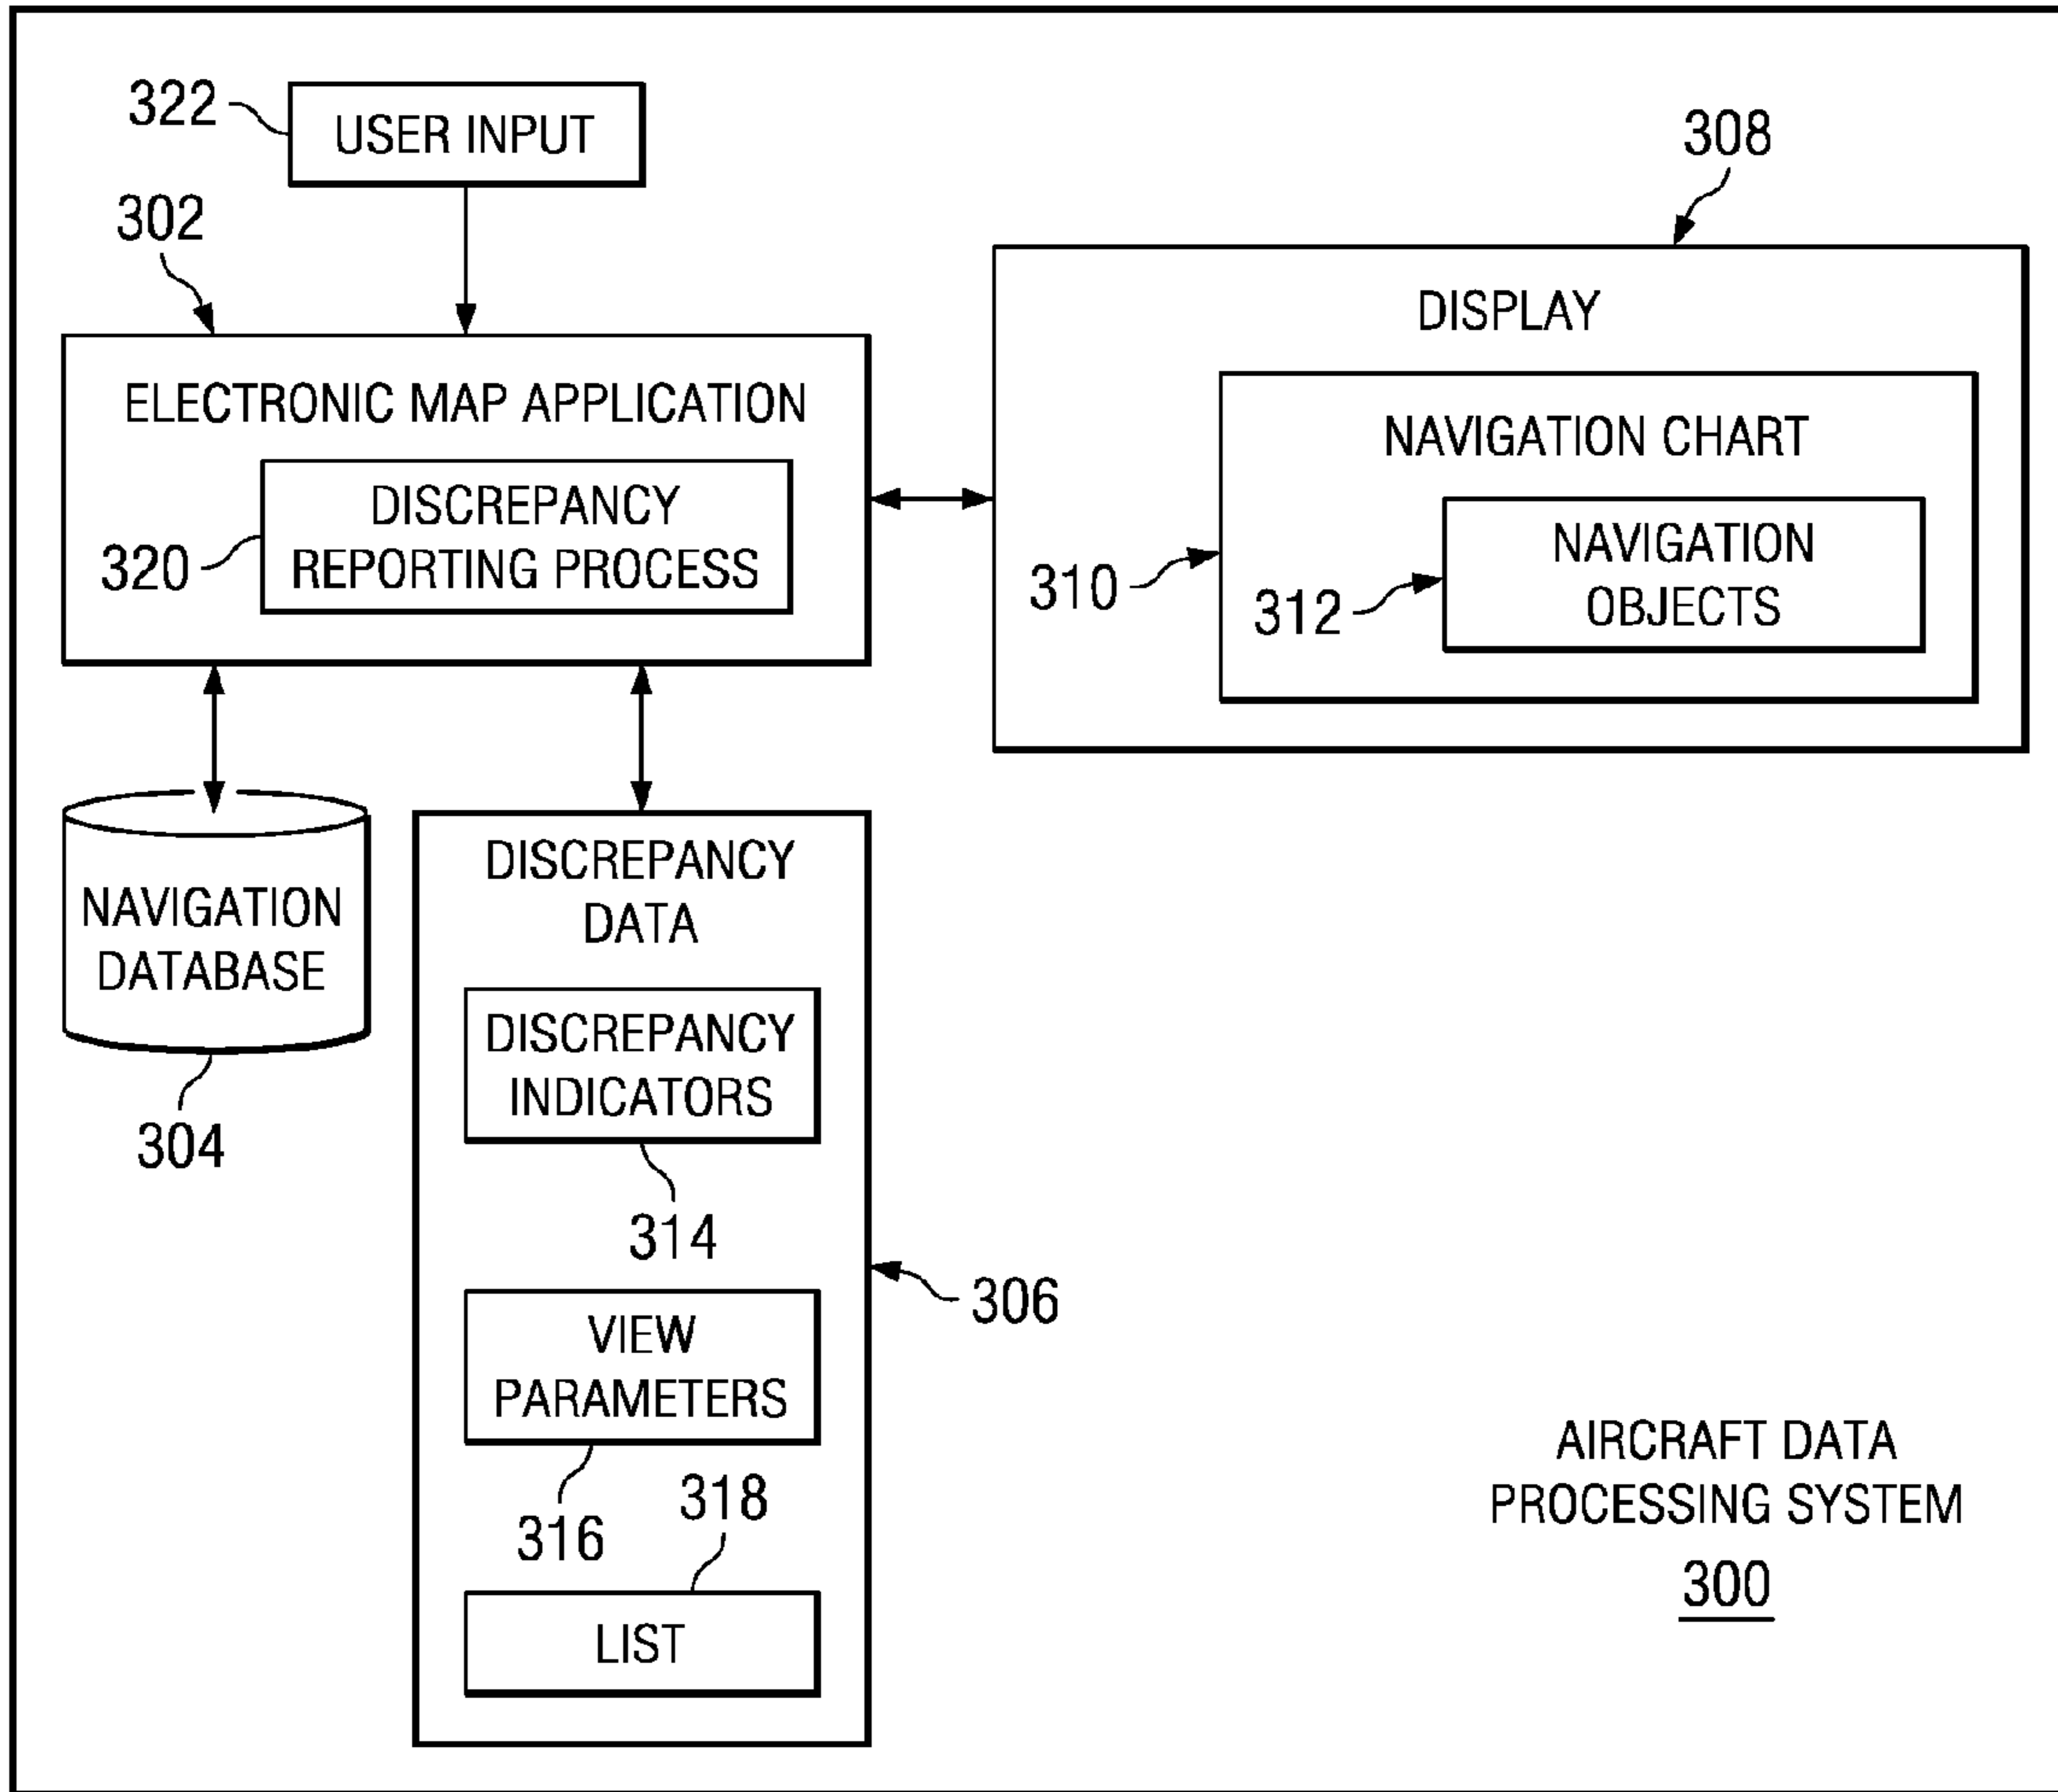 322
USER INPUT
302
308
ELECTRONIC MAP APPLICATION
DISCREPANCY
REPORTING PROCESS
320
DISPLAY
NAVIGATION CHART
310
NAVIGATION
OBJECTS
312
NAVIGATION
DATABASE
304
DISCREPANCY
DATA
DISCREPANCY
INDICATORS
314
306
VIEW
PARAMETERS
316
318
LIST
AIRCRAFT DATA
PROCESSING SYSTEM
300